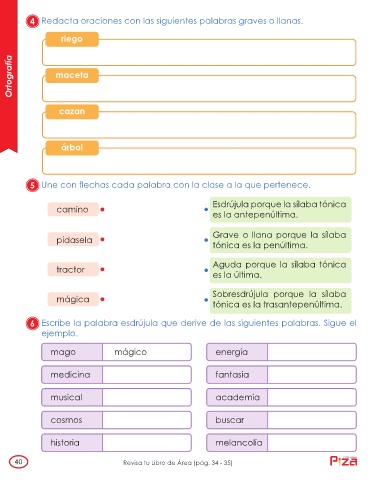 4 Redacta oraciones con las siguientes palabras graves o llanas.
riego
maceta
cazan
árbol
Ortografía
5 Une con flechas cada palabra con la clase a la que pertenece.
camino
Esdrújula porque la sílaba tónica
es la antepenúltima.
pídasela
Grave o llana porque la sílaba
tónica es la penúltima.
tractor
Aguda porque la sílaba tónica
es la última.
mágica
Sobresdrújula porque la sílaba
tónica es la trasantepenúltima.
6 Escribe la palabra esdrújula que derive de las siguientes palabras. Sigue el
ejemplo.
mago mágico energía
medicina fantasía
musical academia
cosmos buscar
historia melancolía
40 Revisa tu Libro de Área (pág. 34 - 35)